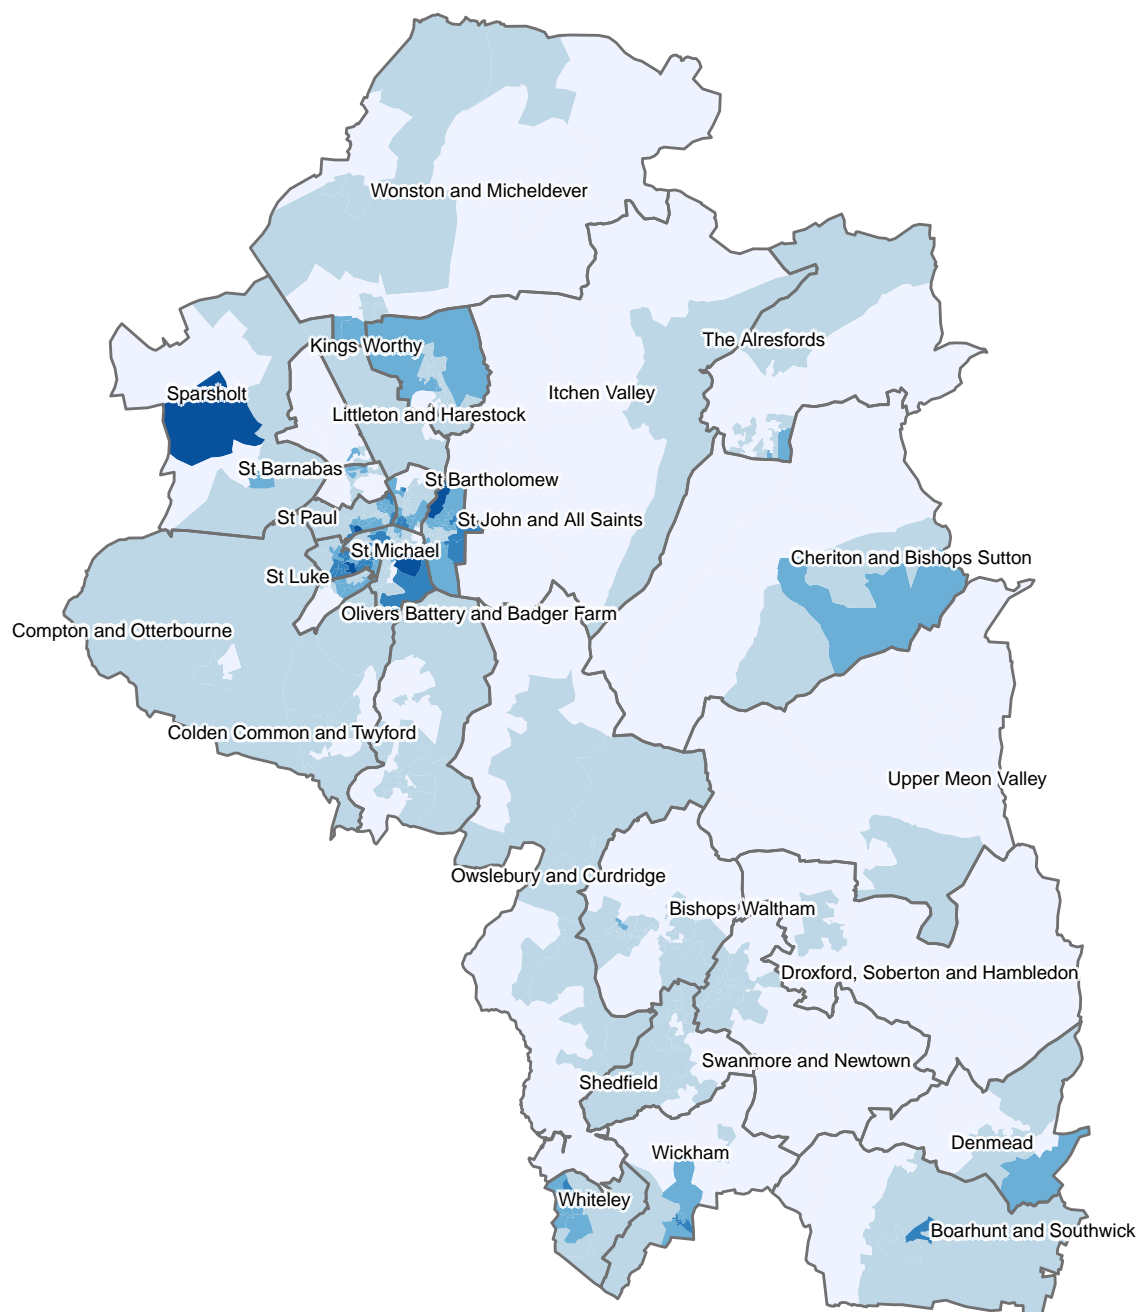 Wonston and Micheldever
Kings Worthy
The Alresfords
Sparsholt
Itchen Valley
Littleton and Harestock
St Barnabas
St Bartholomew
St Paul
St John and All Saints
St Michael
Cheriton and Bishops Sutton
St Luke
Olivers Battery and Badger Farm
Compton and Otterbourne
Colden Common and Twyford
Upper Meon Valley
Owslebury and Curdridge
Bishops Waltham
Droxford, Soberton and Hambledon
Swanmore and Newtown
Shedfield
Denmead
Wickham
Whiteley
Boarhunt and Southwick